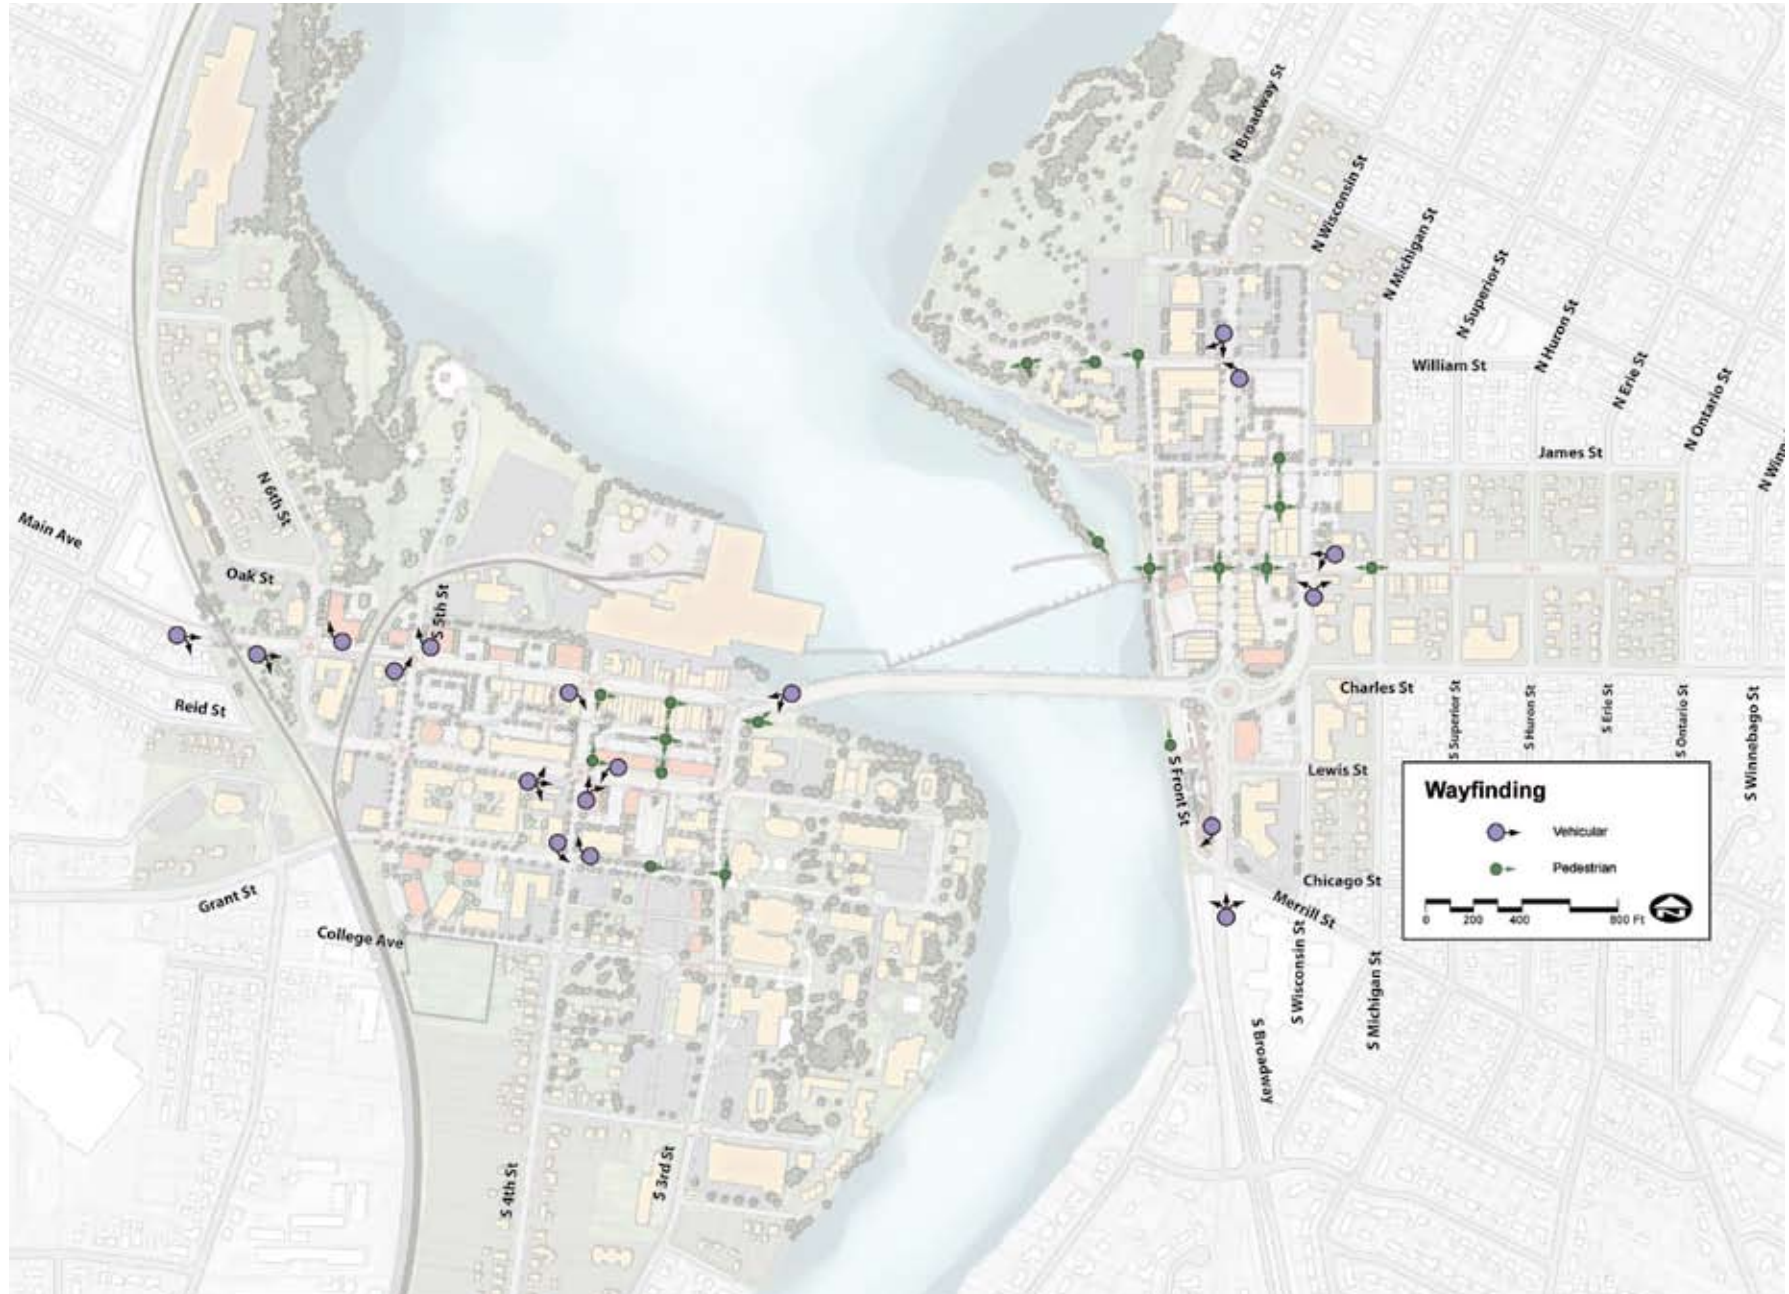 N Broadway St
N Wisconsin St
N Michigan St
N Superior St
N Huron St
William St
N Erie St
N Ontario St
James St
N 6th St
Main Ave
Oak St
S 5th St
Reid St
Charles St
S Superior St
S Huron St
S Erie St
S Ontario St
S Winnebago St
S Front St
Lewis St
Wayfinding
Vehicular
Pedestrian
0 200 400 800 Ft
N
Grant St
College Ave
Chicago St
Merrill St
S Wisconsin St
S Michigan St
S Broadway
S 4th St
S 3rd St